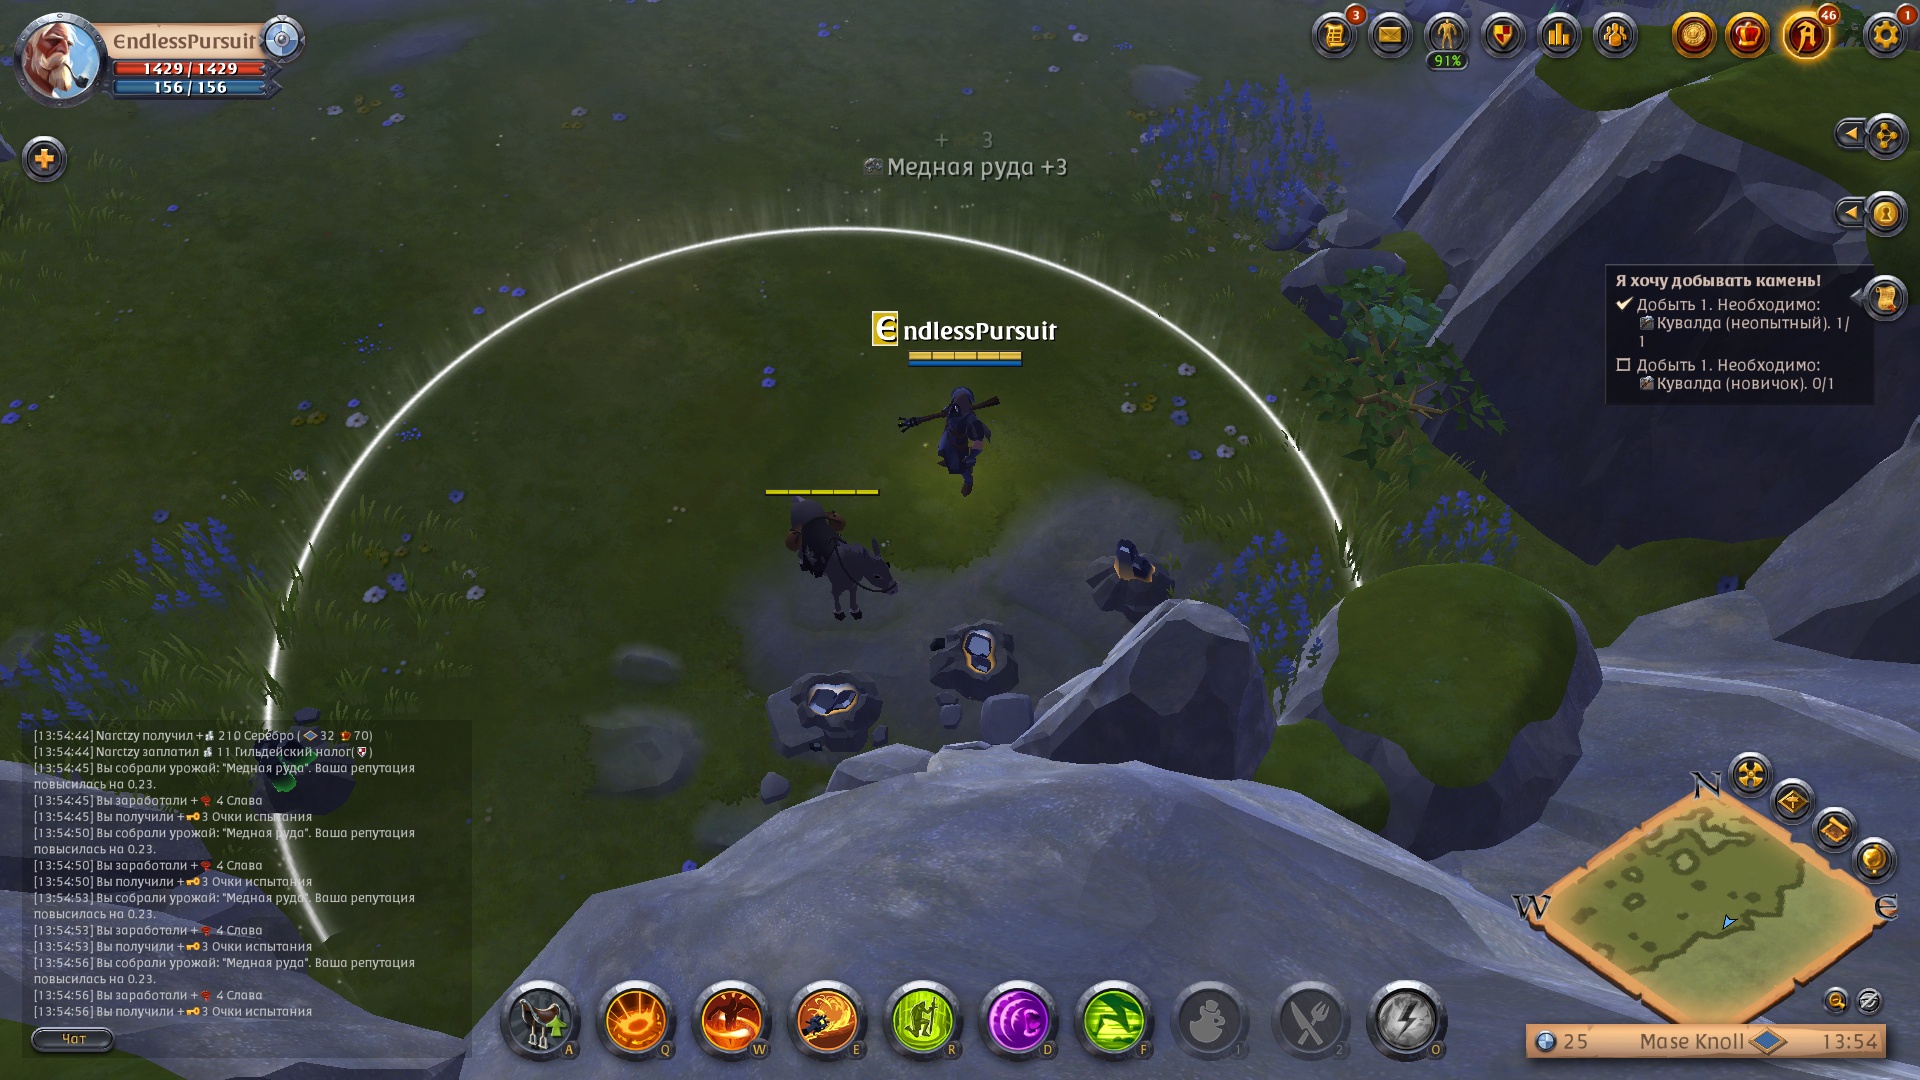 EndlessPursuit
1429 / 1429
156 / 156
3
91%
46
1
+ 3
Медная руда +3
EndlessPursuit
Я хочу добывать камень!
Добыть 1. Необходимо:
Кувалда (неопытный). 1/
1
Добыть 1. Необходимо:
Кувалда (новичок). 0/1
[13:54:44] Narctzy получил + 210 Серебро ( 32 70)
[13:54:44] Narctzy заплатил 11 Гильдейский налог( )
[13:54:45] Вы собрали урожай: "Медная руда". Ваша репутация
повысилась на 0.23.
[13:54:45] Вы заработали + 4 Слава
[13:54:45] Вы получили + 3 Очки испытания
[13:54:50] Вы собрали урожай: "Медная руда". Ваша репутация
повысилась на 0.23.
[13:54:50] Вы заработали + 4 Слава
[13:54:50] Вы получили + 3 Очки испытания
[13:54:53] Вы собрали урожай: "Медная руда". Ваша репутация
повысилась на 0.23.
[13:54:53] Вы заработали + 4 Слава
[13:54:53] Вы получили + 3 Очки испытания
[13:54:56] Вы собрали урожай: "Медная руда". Ваша репутация
повысилась на 0.23.
[13:54:56] Вы заработали + 4 Слава
[13:54:56] Вы получили + 3 Очки испытания
Чат
A Q W E R D F 1 2 O
N
W E
25 Mase Knoll 13:54